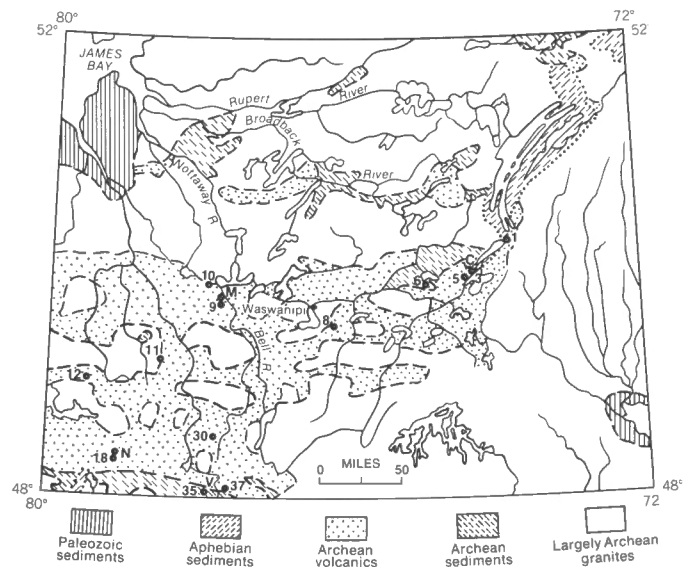 80°
72°
52°
52
JAMES
BAY
Rupert
River
Broadback
River
Nottaway R.
1
C
5
6
10
M
9
Waswanipi
8
Bell R.
11
12
30
18
N
MILES
0 50
V
35
37
48°
48°
80°
72
Paleozoic
sediments
Aphebian
sediments
Archean
volcanics
Archean
sediments
Largely Archean
granites